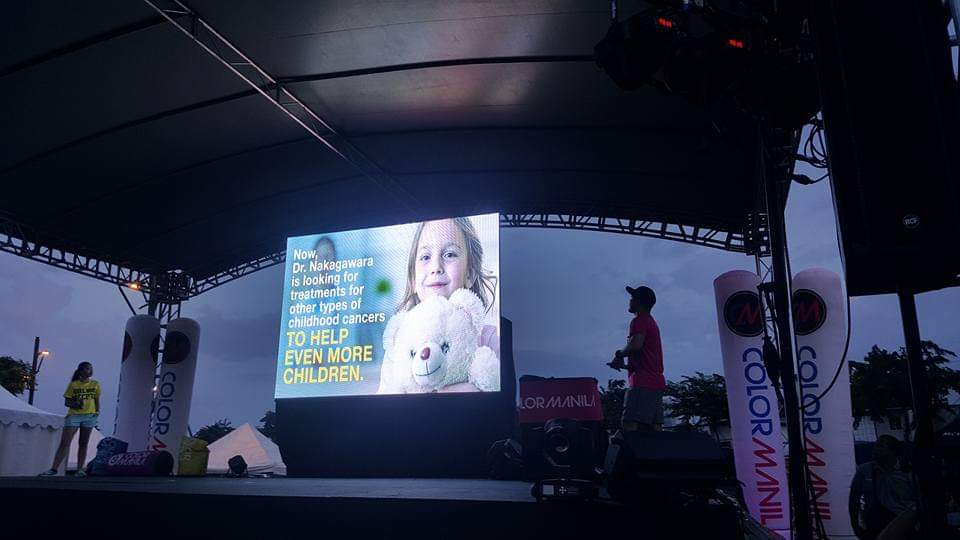 Now,
Dr. Nakagawara
is looking for
treatments for
other types of
childhood cancers
TO HELP
EVEN MORE
CHILDREN.
COLOR
LORMANILA
COLOR MANIL
COLOR MANIL